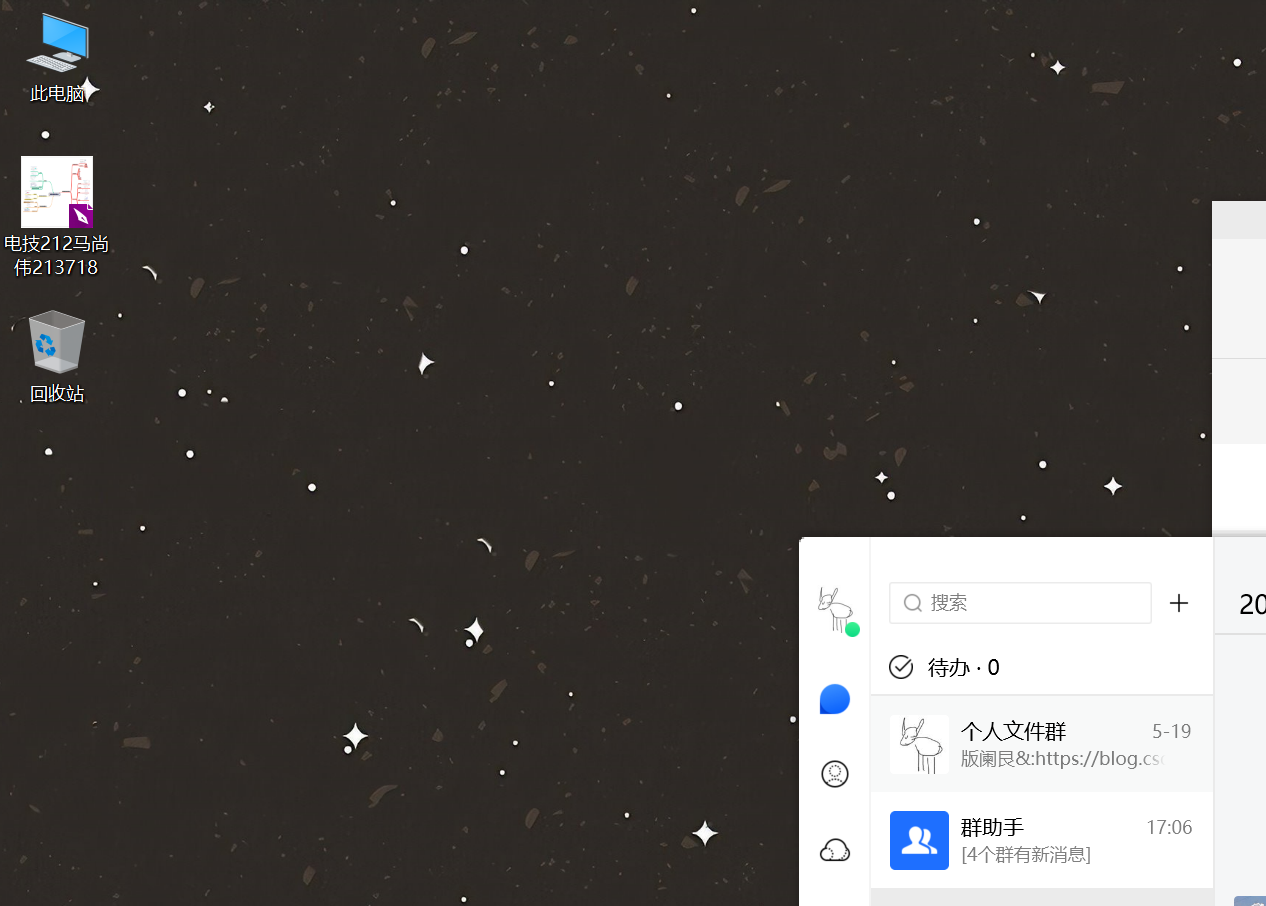 此电脑
电技212马尚
伟213718
回收站
搜索
待办 · 0
20
个人文件群
5-19
版阑艮&:https://blog.cs
群助手
17:06
[4个群有新消息]